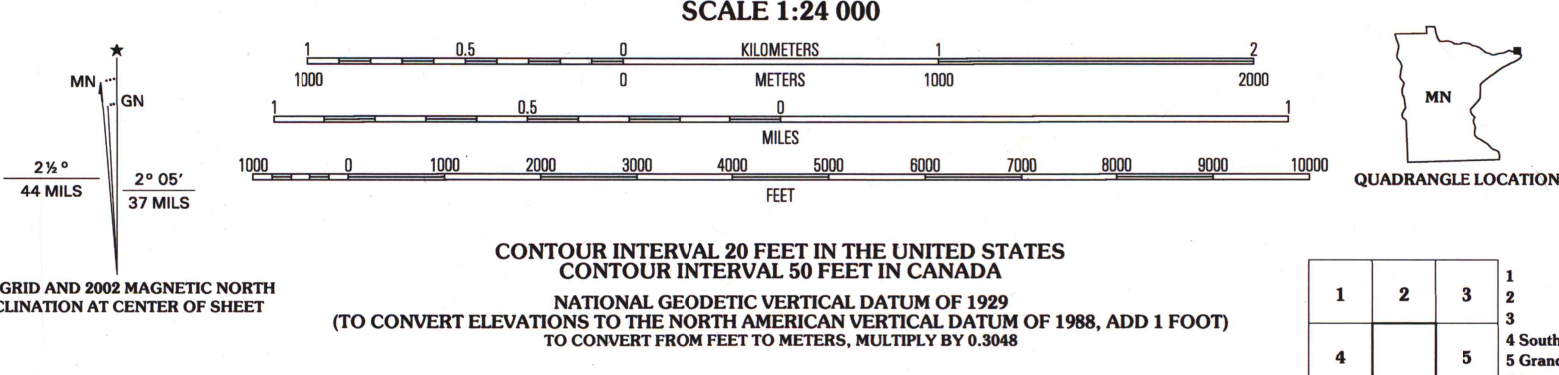 SCALE 1:24 000
1 0.5 0 KILOMETERS 1 2
1000 0 METERS 1000 2000
1 0.5 0 1
MILES
1000 0 1000 2000 3000 4000 5000 6000 7000 8000 9000 10000
FEET
★
MN
GN
2½°
44 MILS
2° 05′
37 MILS
GRID AND 2002 MAGNETIC NORTH
CLINATION AT CENTER OF SHEET
CONTOUR INTERVAL 20 FEET IN THE UNITED STATES
CONTOUR INTERVAL 50 FEET IN CANADA
NATIONAL GEODETIC VERTICAL DATUM OF 1929
(TO CONVERT ELEVATIONS TO THE NORTH AMERICAN VERTICAL DATUM OF 1988, ADD 1 FOOT)
TO CONVERT FROM FEET TO METERS, MULTIPLY BY 0.3048
MN
QUADRANGLE LOCATION
1 2 3
4 5
1
2
3
4 South
5 Grand